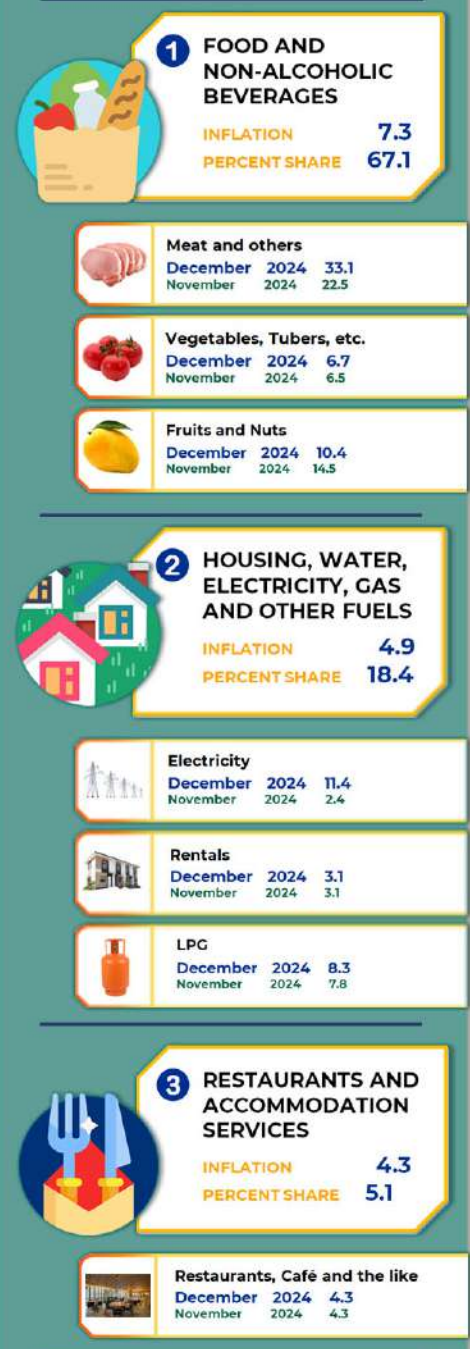 1 FOOD AND
NON-ALCOHOLIC
BEVERAGES
INFLATION 7.3
PERCENT SHARE 67.1
Meat and others
December 2024 33.1
November 2024 22.5
Vegetables, Tubers, etc.
December 2024 6.7
November 2024 6.5
Fruits and Nuts
December 2024 10.4
November 2024 14.5
2 HOUSING, WATER,
ELECTRICITY, GAS
AND OTHER FUELS
INFLATION 4.9
PERCENT SHARE 18.4
Electricity
December 2024 11.4
November 2024 2.4
Rentals
December 2024 3.1
November 2024 3.1
LPG
December 2024 8.3
November 2024 7.8
3 RESTAURANTS AND
ACCOMMODATION
SERVICES
INFLATION 4.3
PERCENT SHARE 5.1
Restaurants, Café and the like
December 2024 4.3
November 2024 4.3